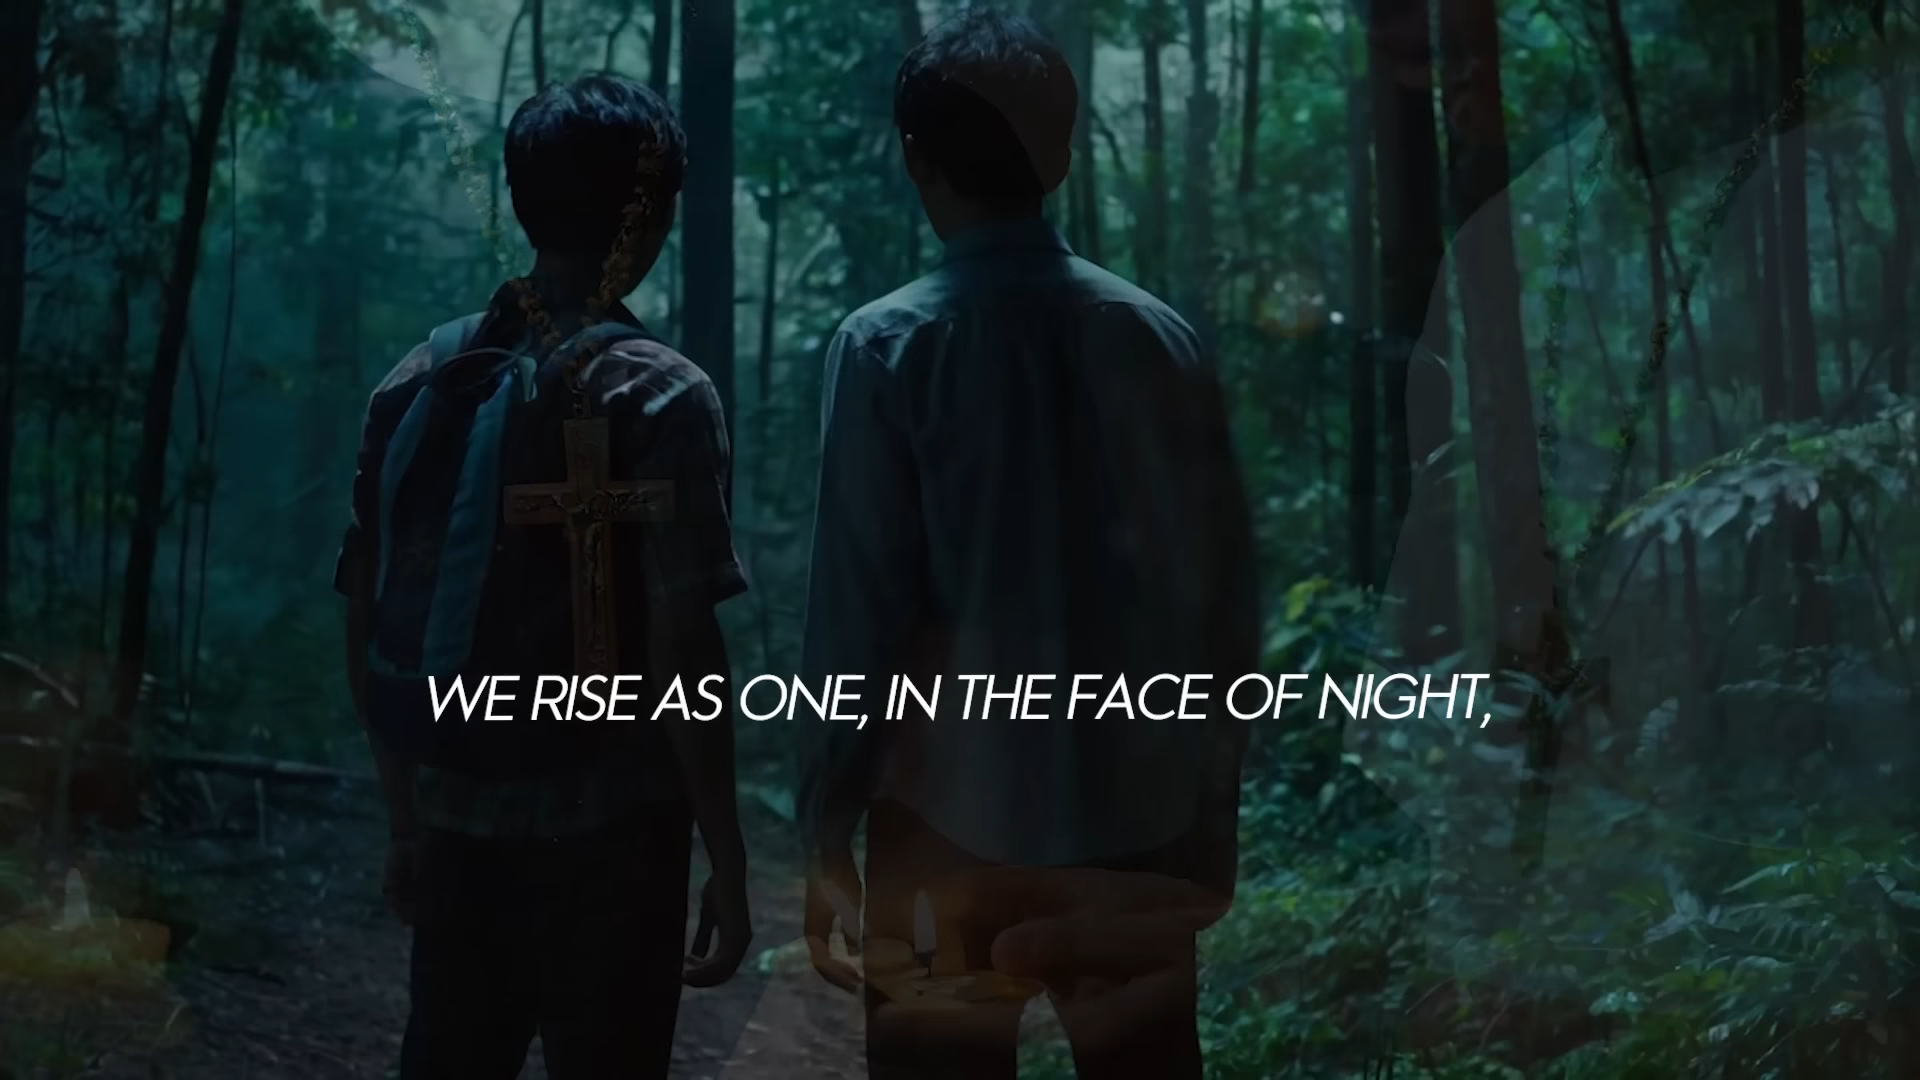 WE RISE AS ONE, IN THE FACE OF NIGHT,